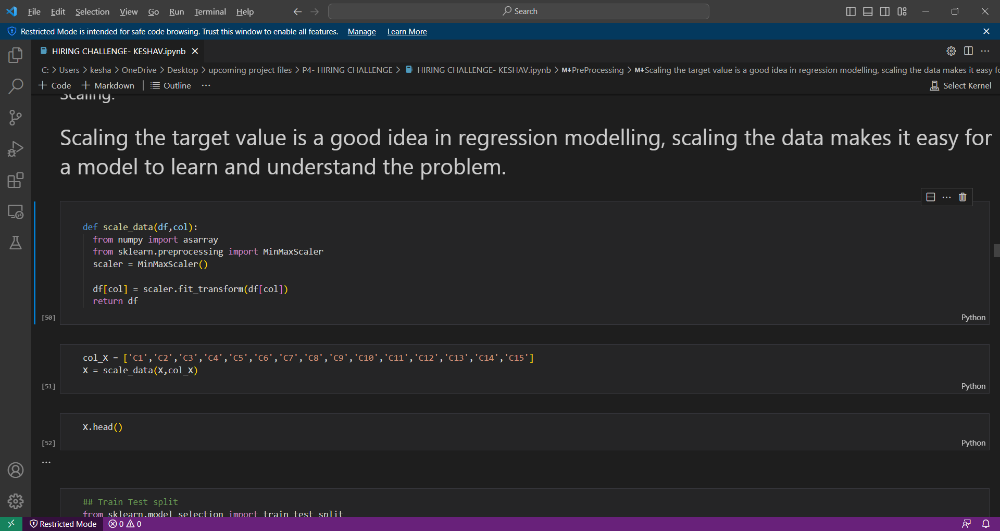 File Edit Selection View Go Run Terminal Help
Search
Restricted Mode is intended for safe code browsing. Trust this window to enable all features. Manage Learn More
HIRING CHALLENGE- KESHAV.ipynb
C: > Users > kesha > OneDrive > Desktop > upcoming project files > P4- HIRING CHALLENGE > HIRING CHALLENGE- KESHAV.ipynb > M↓PreProcessing > M↓Scaling the target value is a good idea in regression modelling, scaling the data makes it easy fo
+ Code + Markdown | Outline ...
Select Kernel
Scaling:
Scaling the target value is a good idea in regression modelling, scaling the data makes it easy for
a model to learn and understand the problem.
def scale_data(df,col):
from numpy import asarray
from sklearn.preprocessing import MinMaxScaler
scaler = MinMaxScaler()
df[col] = scaler.fit_transform(df[col])
return df
[50]
Python
col_X = ['C1','C2','C3','C4','C5','C6','C7','C8','C9','C10','C11','C12','C13','C14','C15']
X = scale_data(X,col_X)
[51]
Python
X.head()
[52]
Python
...
## Train Test split
from sklearn.model_selection import train_test_split
Restricted Mode 0 0